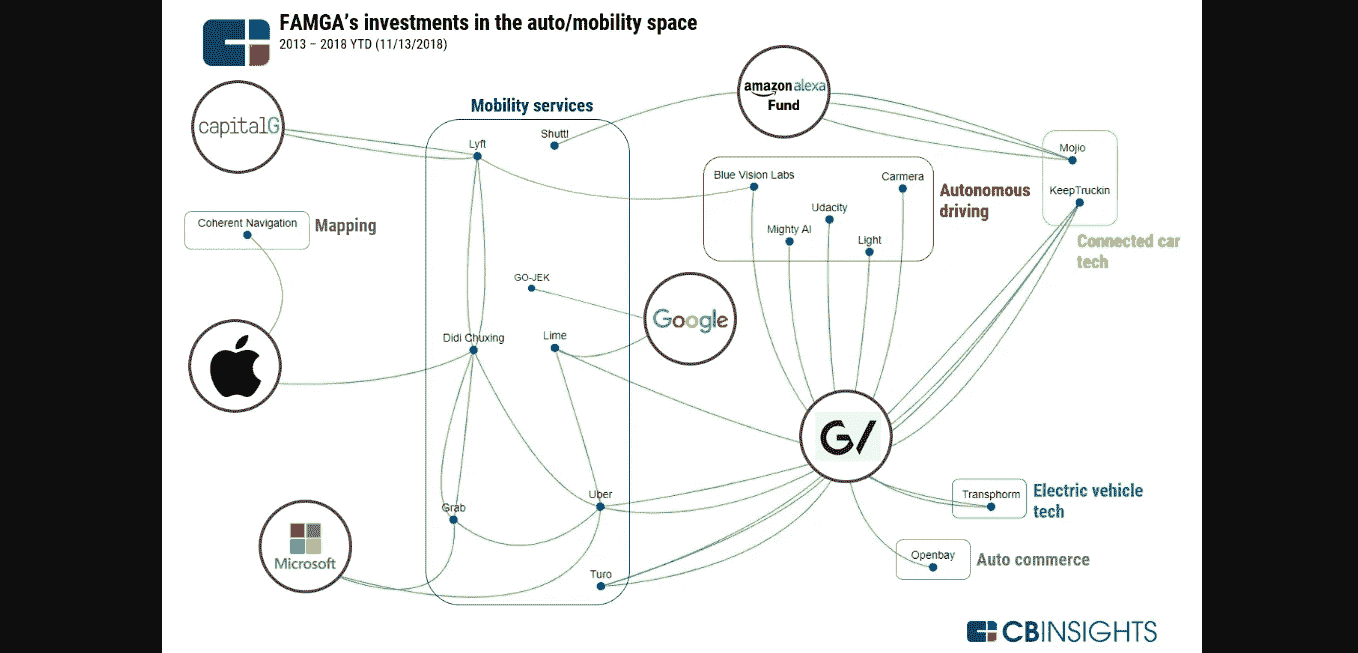 FAMGA's investments in the auto/mobility space
2013 – 2018 YTD (11/13/2018)
capitalG
Mobility services
amazon alexa
Fund
Lyft
Shuttl
Mojio
KeepTruckin
Connected car
tech
Blue Vision Labs
Carmera
Udacity
Mighty AI
Light
Autonomous
driving
Coherent Navigation
Mapping
GO-JEK
Google
Didi Chuxing
Lime
GV
Uber
Grab
Turo
Microsoft
Transphorm
Electric vehicle
tech
Openbay
Auto commerce
CBINSIGHTS